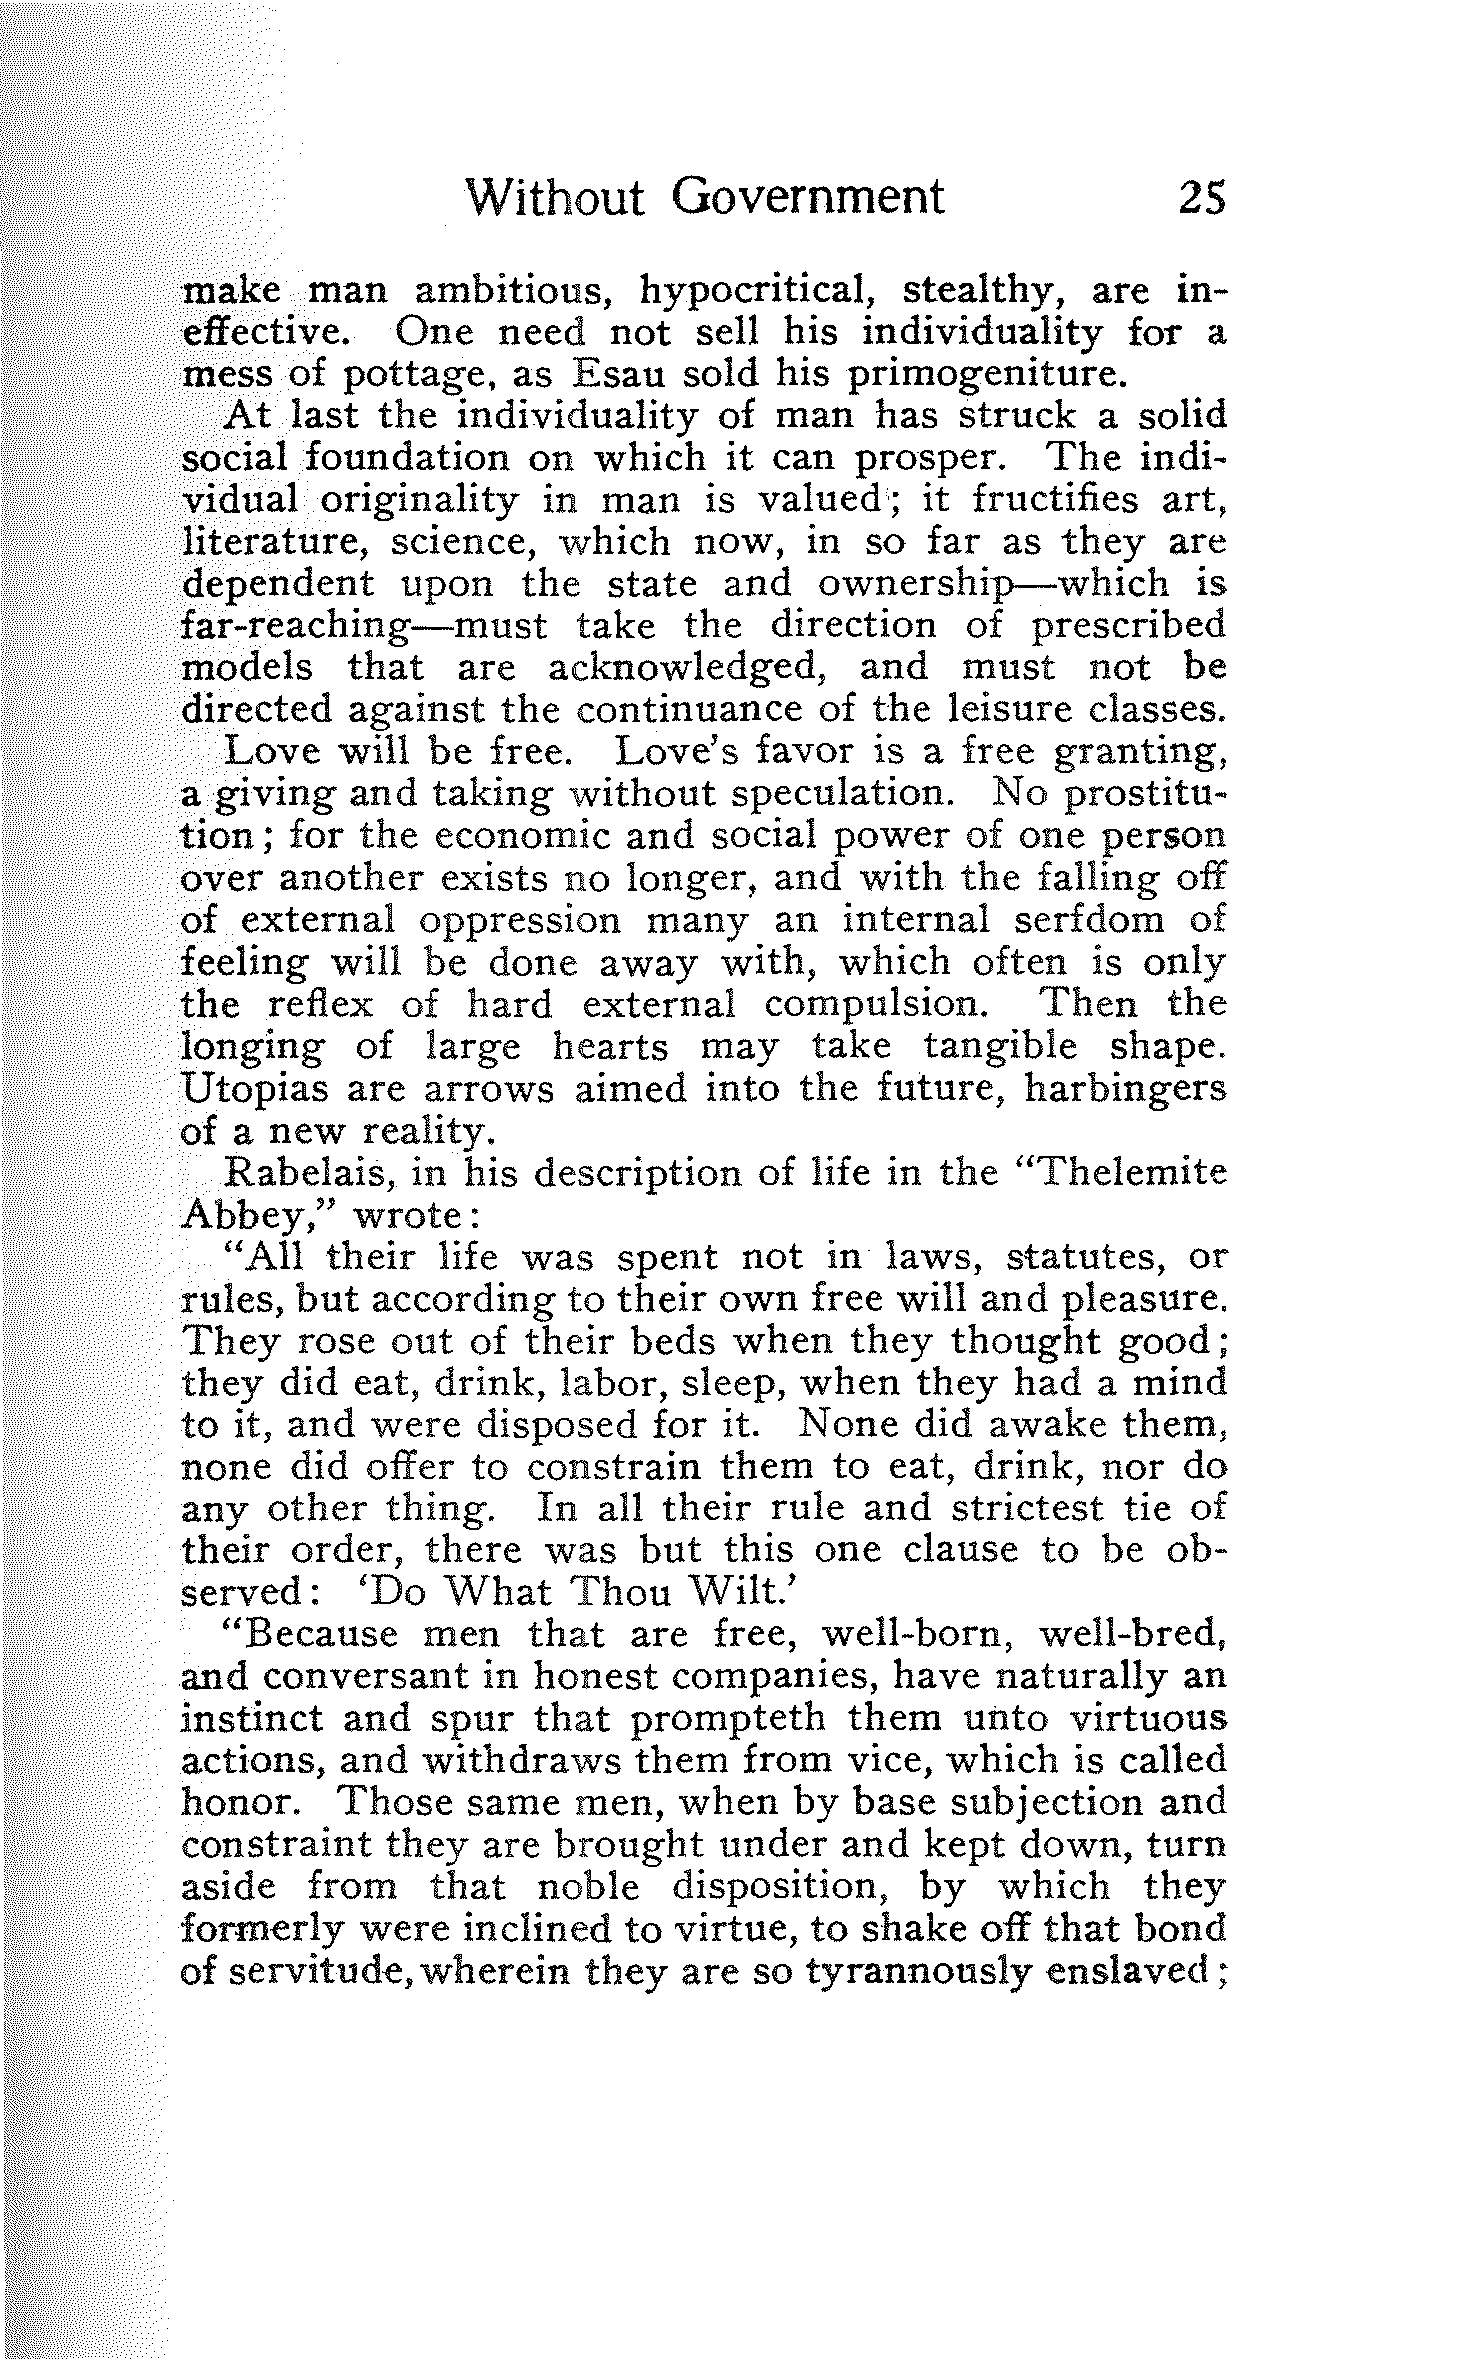 Without Government 25
make man ambitious, hypocritical, stealthy, are in-
effective. One need not sell his individuality for a
mess of pottage, as Esau sold his primogeniture.
At last the individuality of man has struck a solid
social foundation on which it can prosper. The indi-
vidual originality in man is valued; it fructifies art,
literature, science, which now, in so far as they are
dependent upon the state and ownership—which is
far-reaching—must take the direction of prescribed
models that are acknowledged, and must not be
directed against the continuance of the leisure classes.
Love will be free. Love's favor is a free granting,
a giving and taking without speculation. No prostitu-
tion; for the economic and social power of one person
over another exists no longer, and with the falling off
of external oppression many an internal serfdom of
feeling will be done away with, which often is only
the reflex of hard external compulsion. Then the
longing of large hearts may take tangible shape.
Utopias are arrows aimed into the future, harbingers
of a new reality.
Rabelais, in his description of life in the "Thelemite
Abbey," wrote:
"All their life was spent not in laws, statutes, or
rules, but according to their own free will and pleasure.
They rose out of their beds when they thought good;
they did eat, drink, labor, sleep, when they had a mind
to it, and were disposed for it. None did awake them,
none did offer to constrain them to eat, drink, nor do
any other thing. In all their rule and strictest tie of
their order, there was but this one clause to be ob-
served: 'Do What Thou Wilt.'
"Because men that are free, well-born, well-bred,
and conversant in honest companies, have naturally an
instinct and spur that prompteth them unto virtuous
actions, and withdraws them from vice, which is called
honor. Those same men, when by base subjection and
constraint they are brought under and kept down, turn
aside from that noble disposition, by which they
formerly were inclined to virtue, to shake off that bond
of servitude, wherein they are so tyrannously enslaved;